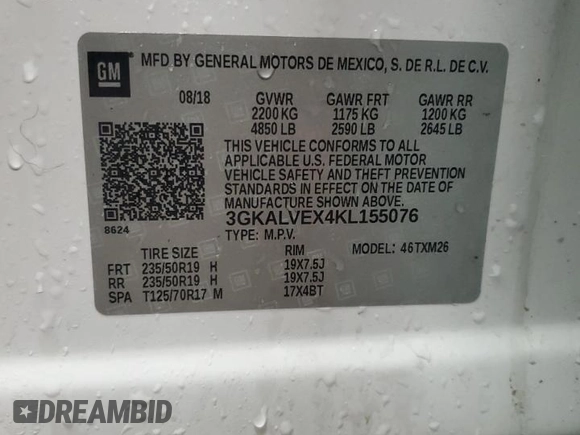 GM
MFD BY GENERAL MOTORS DE MEXICO, S. DE R.L. DE C.V.
08/18 GVWR GAWR FRT GAWR RR
2200 KG 1175 KG 1200 KG
4850 LB 2590 LB 2645 LB
THIS VEHICLE CONFORMS TO ALL
APPLICABLE U.S. FEDERAL MOTOR
VEHICLE SAFETY AND THEFT PREVENTION
STANDARDS IN EFFECT ON THE DATE OF
MANUFACTURE SHOWN ABOVE.
3GKALVEX4KL155076
8624
TYPE: M.P.V.
MODEL: 46TXM26
TIRE SIZE RIM
FRT 235/50R19 H 19X7.5J
RR 235/50R19 H 19X7.5J
SPA T125/70R17 M 17X4BT
DREAMBID